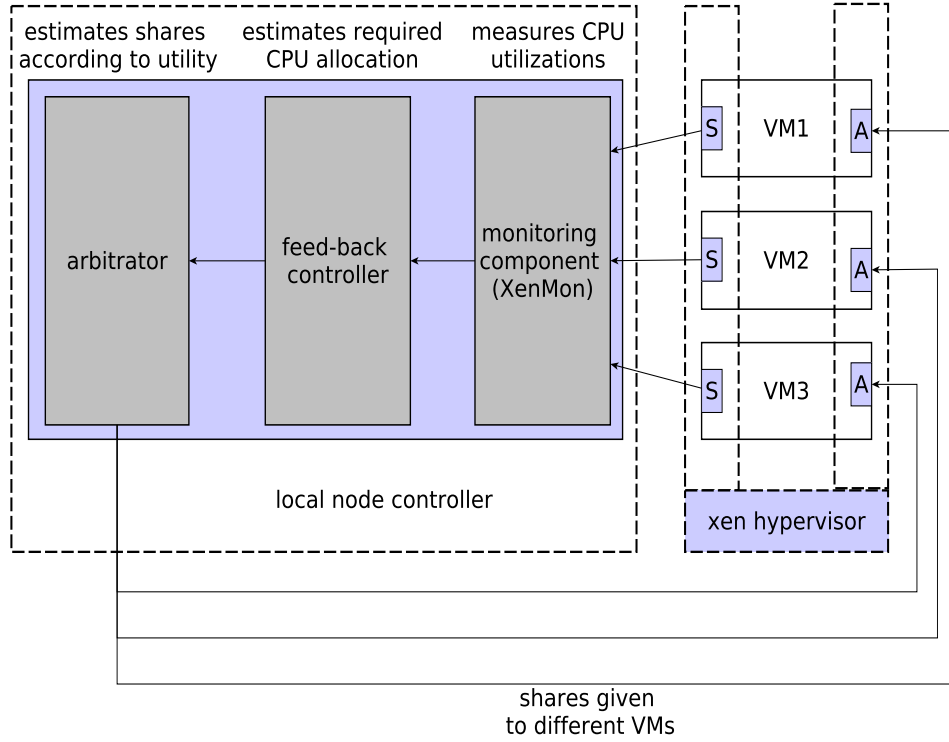 estimates shares
according to utility
estimates required
CPU allocation
measures CPU
utilizations
arbitrator
feed-back
controller
monitoring
component
(XenMon)
S
VM1
A
S
VM2
A
S
VM3
A
local node controller
xen hypervisor
shares given
to different VMs